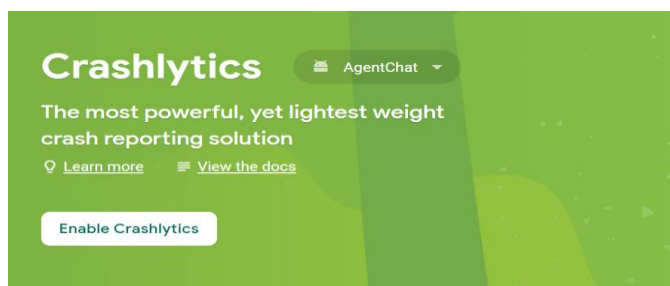 Crashlytics
AgentChat
The most powerful, yet lightest weight
crash reporting solution
Learn more View the docs
Enable Crashlytics